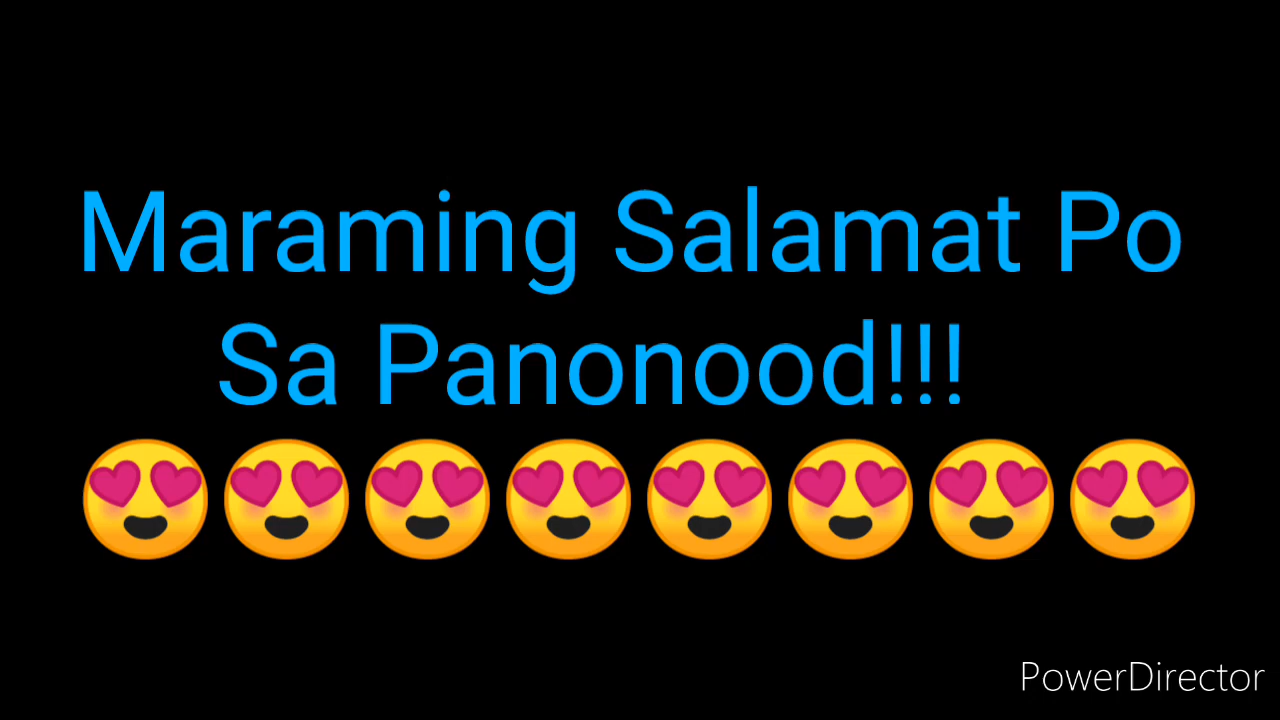 Maraming Salamat Po
Sa Panonood!!!
😍😍😍😍😍😍😍😍
PowerDirector